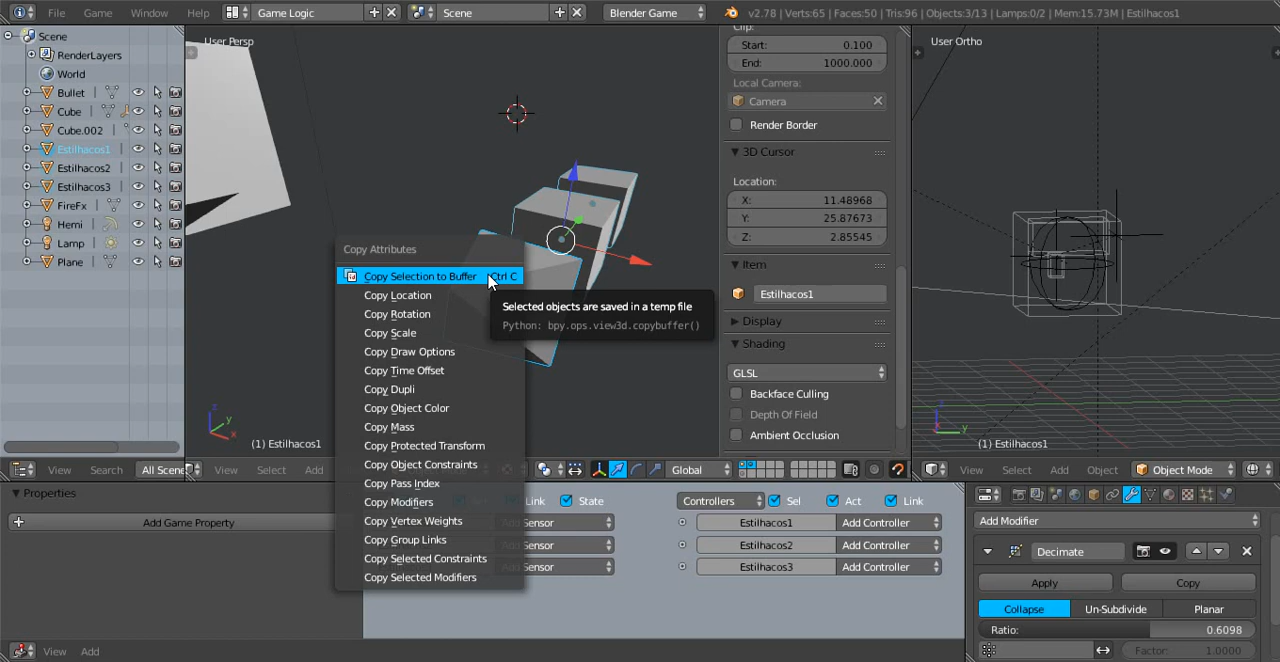 File Game Window Help Game Logic Scene Blender Game v2.78 | Verts:65 | Faces:50 | Tris:96 | Objects:3/13 | Lamps:0/2 | Mem:15.73M | Estilhacos1
Scene
RenderLayers
World
Bullet
Cube
Cube.002
Estilhacos1
Estilhacos2
Estilhacos3
FireFx
Hemi
Lamp
Plane
View Search All Scene
User Persp
z
y
x
(1) Estilhacos1
View Select Add
Global
Copy Attributes
Copy Selection to Buffer Ctrl C
Copy Location
Copy Rotation
Copy Scale
Copy Draw Options
Copy Time Offset
Copy Dupli
Copy Object Color
Copy Mass
Copy Protected Transform
Copy Object Constraints
Copy Pass Index
Copy Modifiers
Copy Vertex Weights
Copy Group Links
Copy Selected Constraints
Copy Selected Modifiers
Selected objects are saved in a temp file
Python: bpy.ops.view3d.copybuffer()
Clip:
Start: 0.100
End: 1000.000
Local Camera:
Camera
Render Border
3D Cursor
Location:
X: 11.48968
Y: 25.87673
Z: 2.85545
Item
Estilhacos1
Display
Shading
GLSL
Backface Culling
Depth Of Field
Ambient Occlusion
User Ortho
z
y
(1) Estilhacos1
View Select Add Object Object Mode
Properties
Add Game Property
View Add
Link State
Add Sensor
Add Sensor
Add Sensor
Controllers Sel Act Link
Estilhacos1 Add Controller
Estilhacos2 Add Controller
Estilhacos3 Add Controller
Add Modifier
Decimate
Apply Copy
Collapse Un-Subdivide Planar
Ratio: 0.6098
Factor: 1.0000